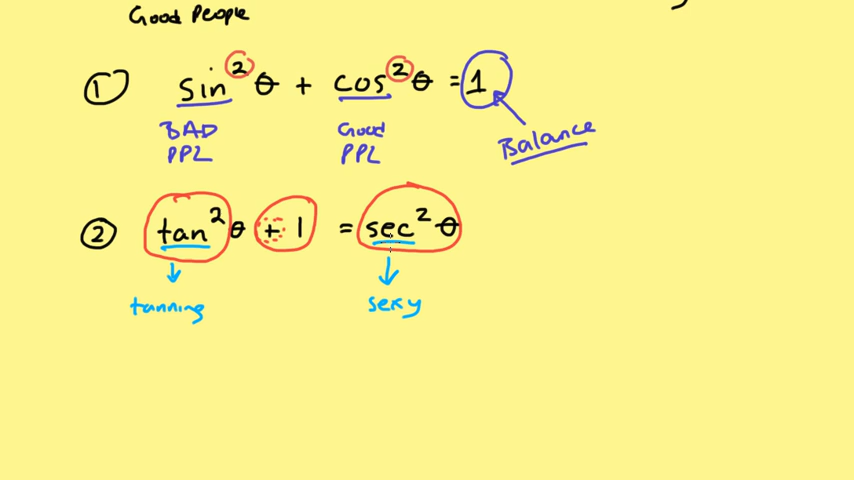 Good People
① sin²θ + cos²θ = 1
BAD PPL Good PPL Balance
② tan²θ + 1 = sec²θ
tanning sexy